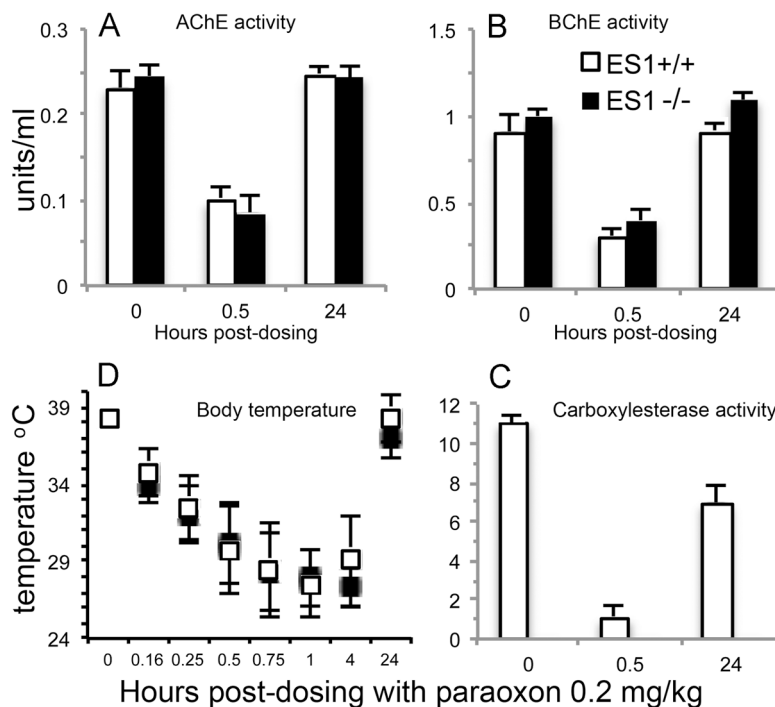 A
AChE activity
0.3
0.2
0.1
0
units/ml
0
0.5
24
Hours post-dosing
B
BChE activity
ES1+/+
ES1 -/-
1.5
1
0.5
0
0
0.5
24
Hours post-dosing
D
Body temperature
39
34
29
24
temperature ºC
0
0.16
0.25
0.5
0.75
1
4
24
C
Carboxylesterase activity
12
10
8
6
4
2
0
0
0.5
24
Hours post-dosing with paraoxon 0.2 mg/kg